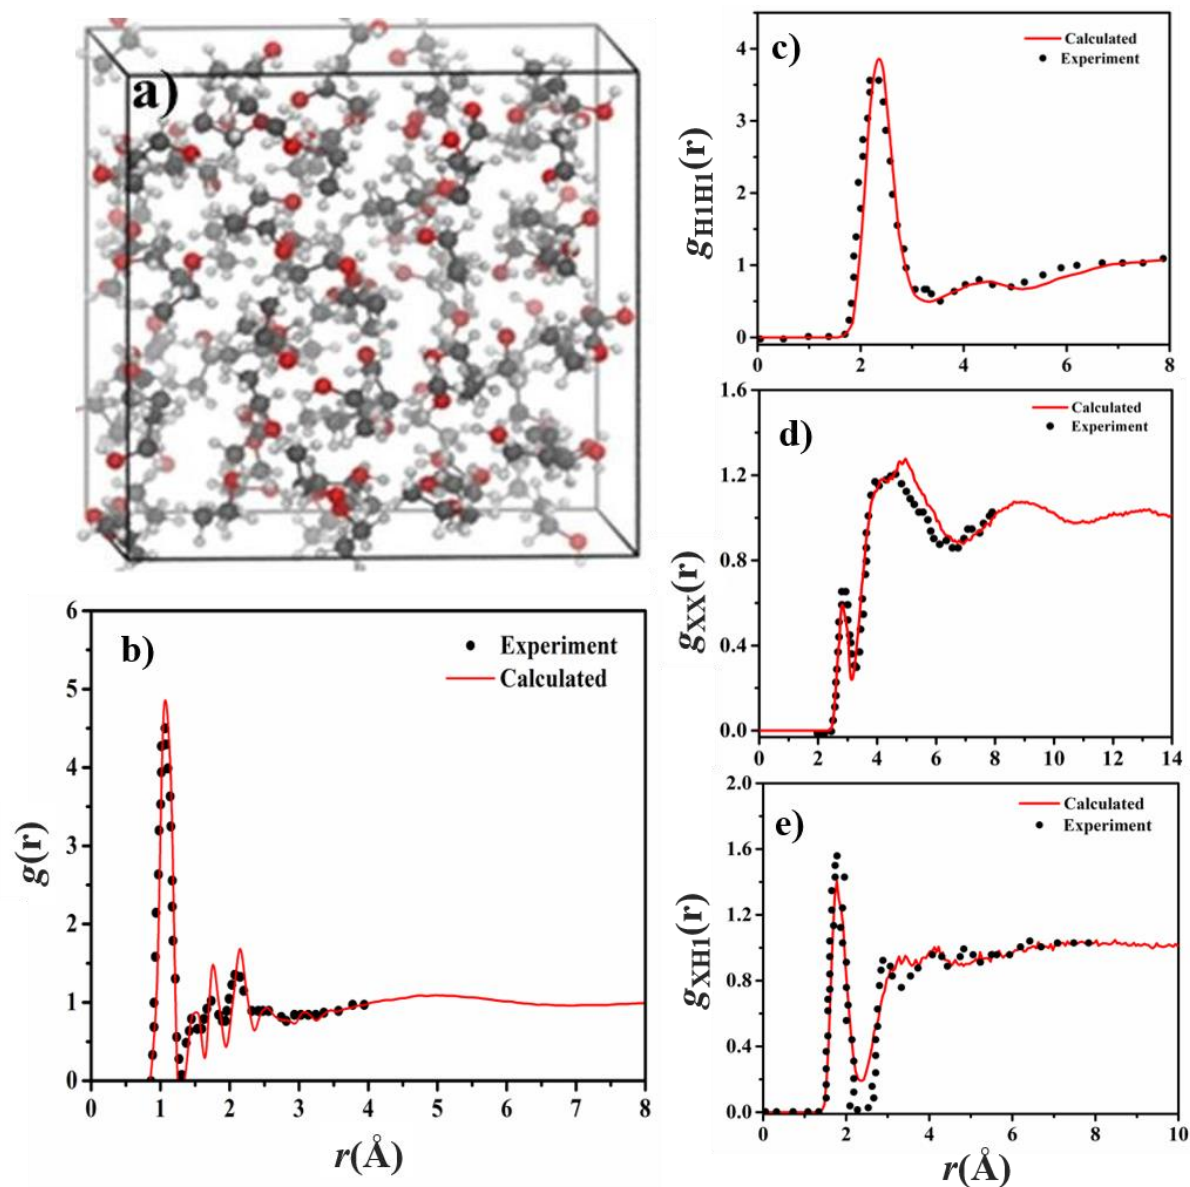 a)
b)
Experiment
Calculated
g(r)
6
5
4
3
2
1
0
0 1 2 3 4 5 6 7 8
r(Å)
c)
Calculated
Experiment
gH1H1(r)
4
3
2
1
0
0 2 4 6 8
d)
Calculated
Experiment
gXX(r)
1.6
1.2
0.8
0.4
0.0
0 2 4 6 8 10 12 14
e)
Calculated
Experiment
gXH1(r)
2.0
1.6
1.2
0.8
0.4
0.0
0 2 4 6 8 10
r(Å)